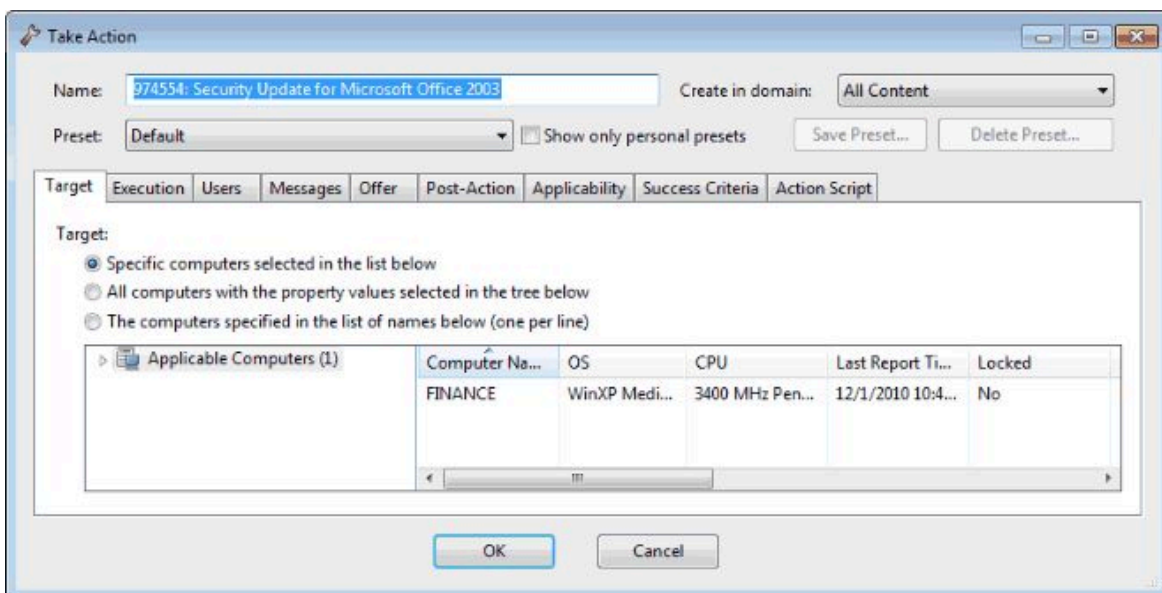 Take Action
Name: 974554: Security Update for Microsoft Office 2003 Create in domain: All Content
Preset: Default Show only personal presets Save Preset... Delete Preset...
Target Execution Users Messages Offer Post-Action Applicability Success Criteria Action Script
Target:
Specific computers selected in the list below
All computers with the property values selected in the tree below
The computers specified in the list of names below (one per line)
Applicable Computers (1) Computer Na... OS CPU Last Report Ti... Locked
FINANCE WinXP Medi... 3400 MHz Pen... 12/1/2010 10:4... No
OK Cancel